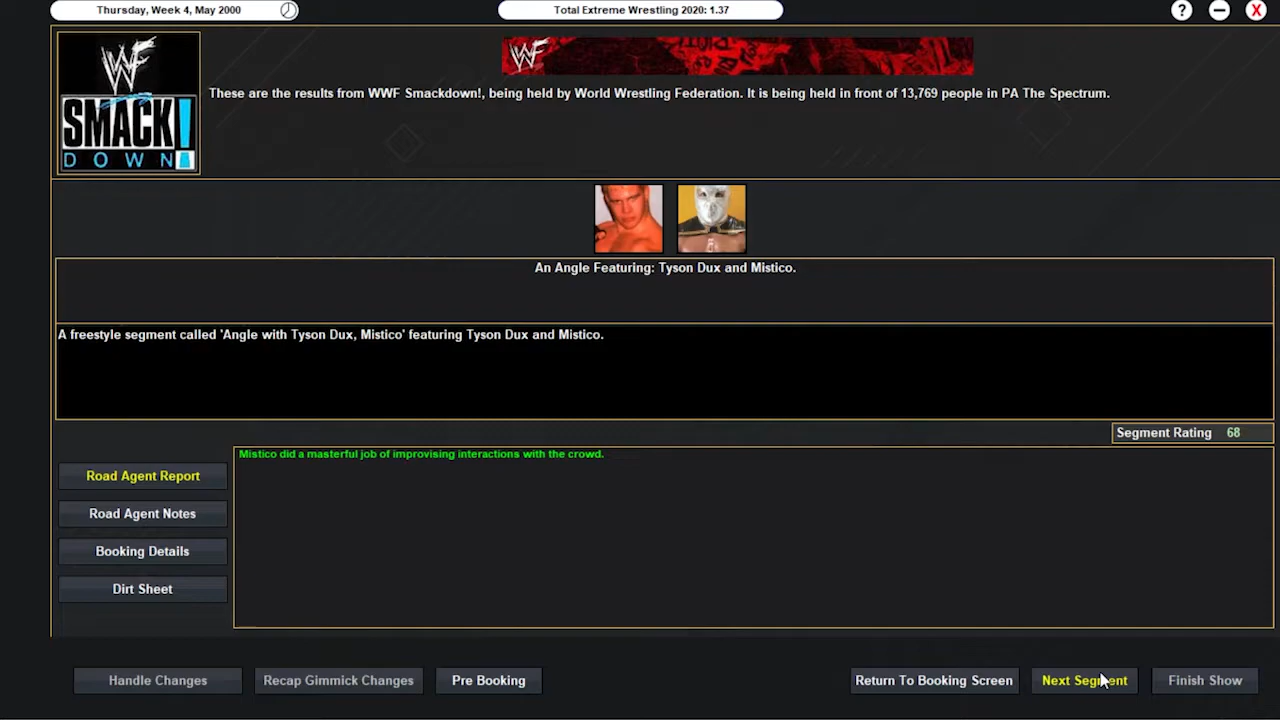 Thursday, Week 4, May 2000
Total Extreme Wrestling 2020: 1.37
?
X
WF
SMACK!
DOWN
WF
These are the results from WWF Smackdown!, being held by World Wrestling Federation. It is being held in front of 13,769 people in PA The Spectrum.
An Angle Featuring: Tyson Dux and Mistico.
A freestyle segment called 'Angle with Tyson Dux, Mistico' featuring Tyson Dux and Mistico.
Segment Rating 68
Road Agent Report
Road Agent Notes
Booking Details
Dirt Sheet
Mistico did a masterful job of improvising interactions with the crowd.
Handle Changes
Recap Gimmick Changes
Pre Booking
Return To Booking Screen
Next Segment
Finish Show